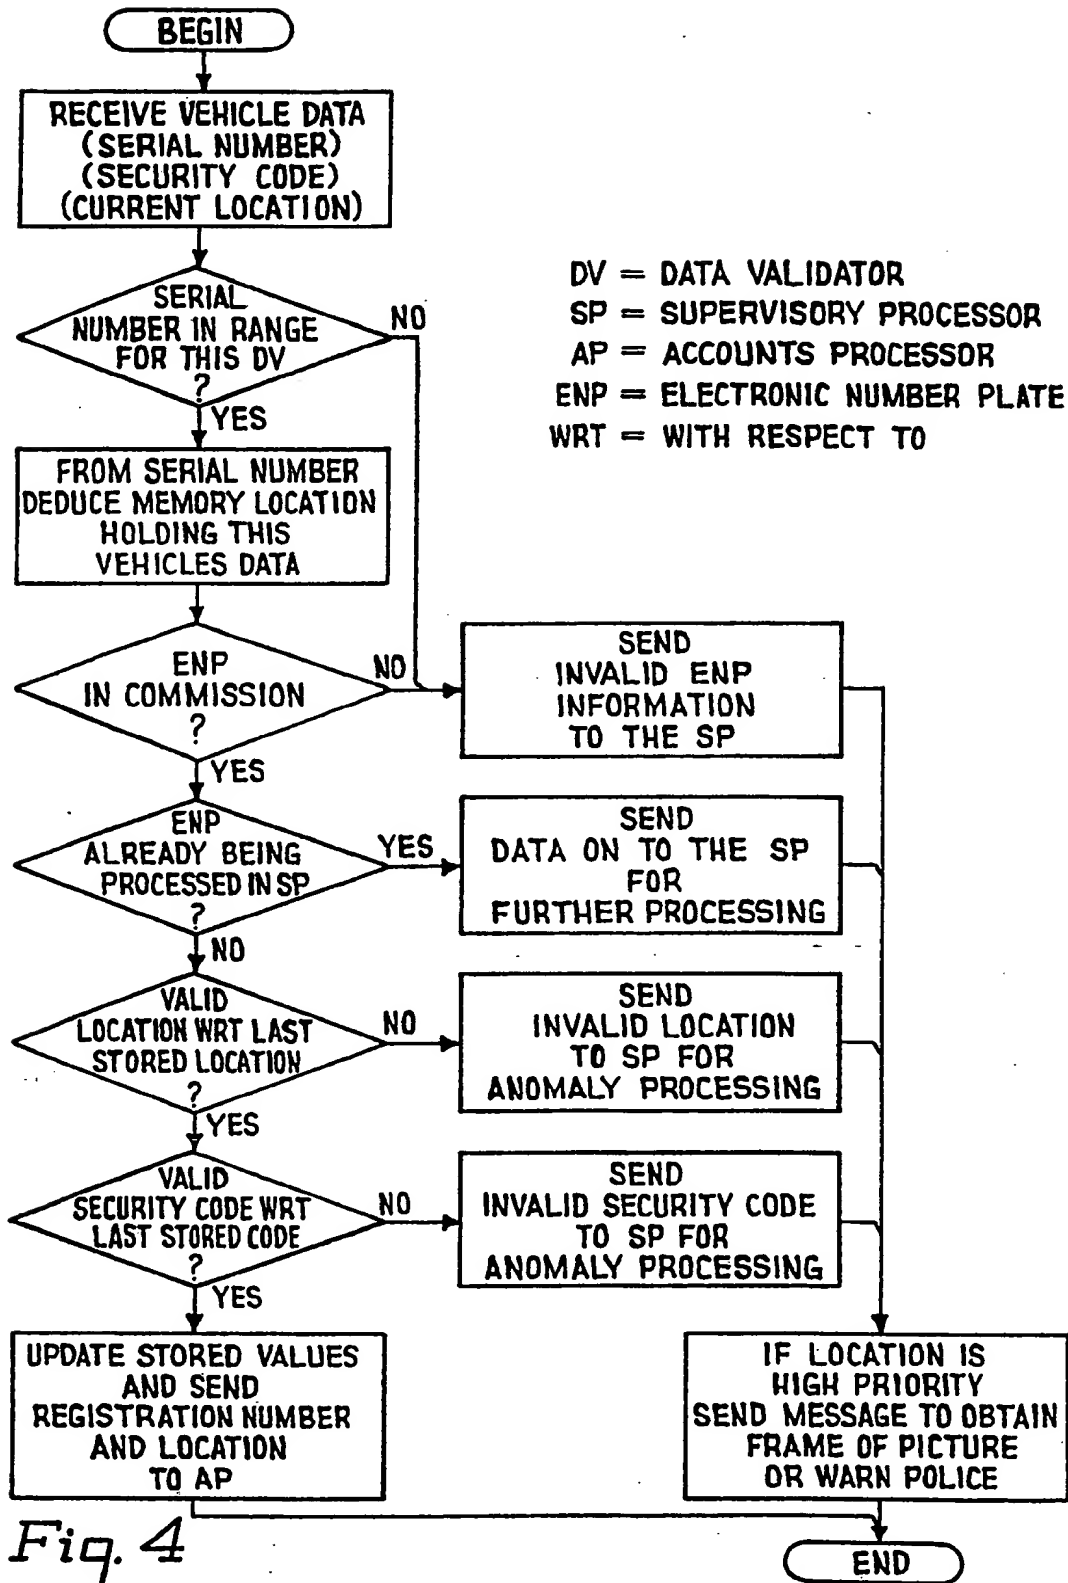 BEGIN
RECEIVE VEHICLE DATA
(SERIAL NUMBER)
(SECURITY CODE)
(CURRENT LOCATION)
SERIAL
NUMBER IN RANGE
FOR THIS DV
?
NO
YES
DV = DATA VALIDATOR
SP = SUPERVISORY PROCESSOR
AP = ACCOUNTS PROCESSOR
ENP = ELECTRONIC NUMBER PLATE
WRT = WITH RESPECT TO
FROM SERIAL NUMBER
DEDUCE MEMORY LOCATION
HOLDING THIS
VEHICLES DATA
ENP
IN COMMISSION
?
NO
YES
SEND
INVALID ENP
INFORMATION
TO THE SP
ENP
ALREADY BEING
PROCESSED IN SP
?
YES
NO
SEND
DATA ON TO THE SP
FOR
FURTHER PROCESSING
VALID
LOCATION WRT LAST
STORED LOCATION
?
NO
YES
SEND
INVALID LOCATION
TO SP FOR
ANOMALY PROCESSING
VALID
SECURITY CODE WRT
LAST STORED CODE
?
NO
YES
SEND
INVALID SECURITY CODE
TO SP FOR
ANOMALY PROCESSING
UPDATE STORED VALUES
AND SEND
REGISTRATION NUMBER
AND LOCATION
TO AP
IF LOCATION IS
HIGH PRIORITY
SEND MESSAGE TO OBTAIN
FRAME OF PICTURE
OR WARN POLICE
END
Fig. 4